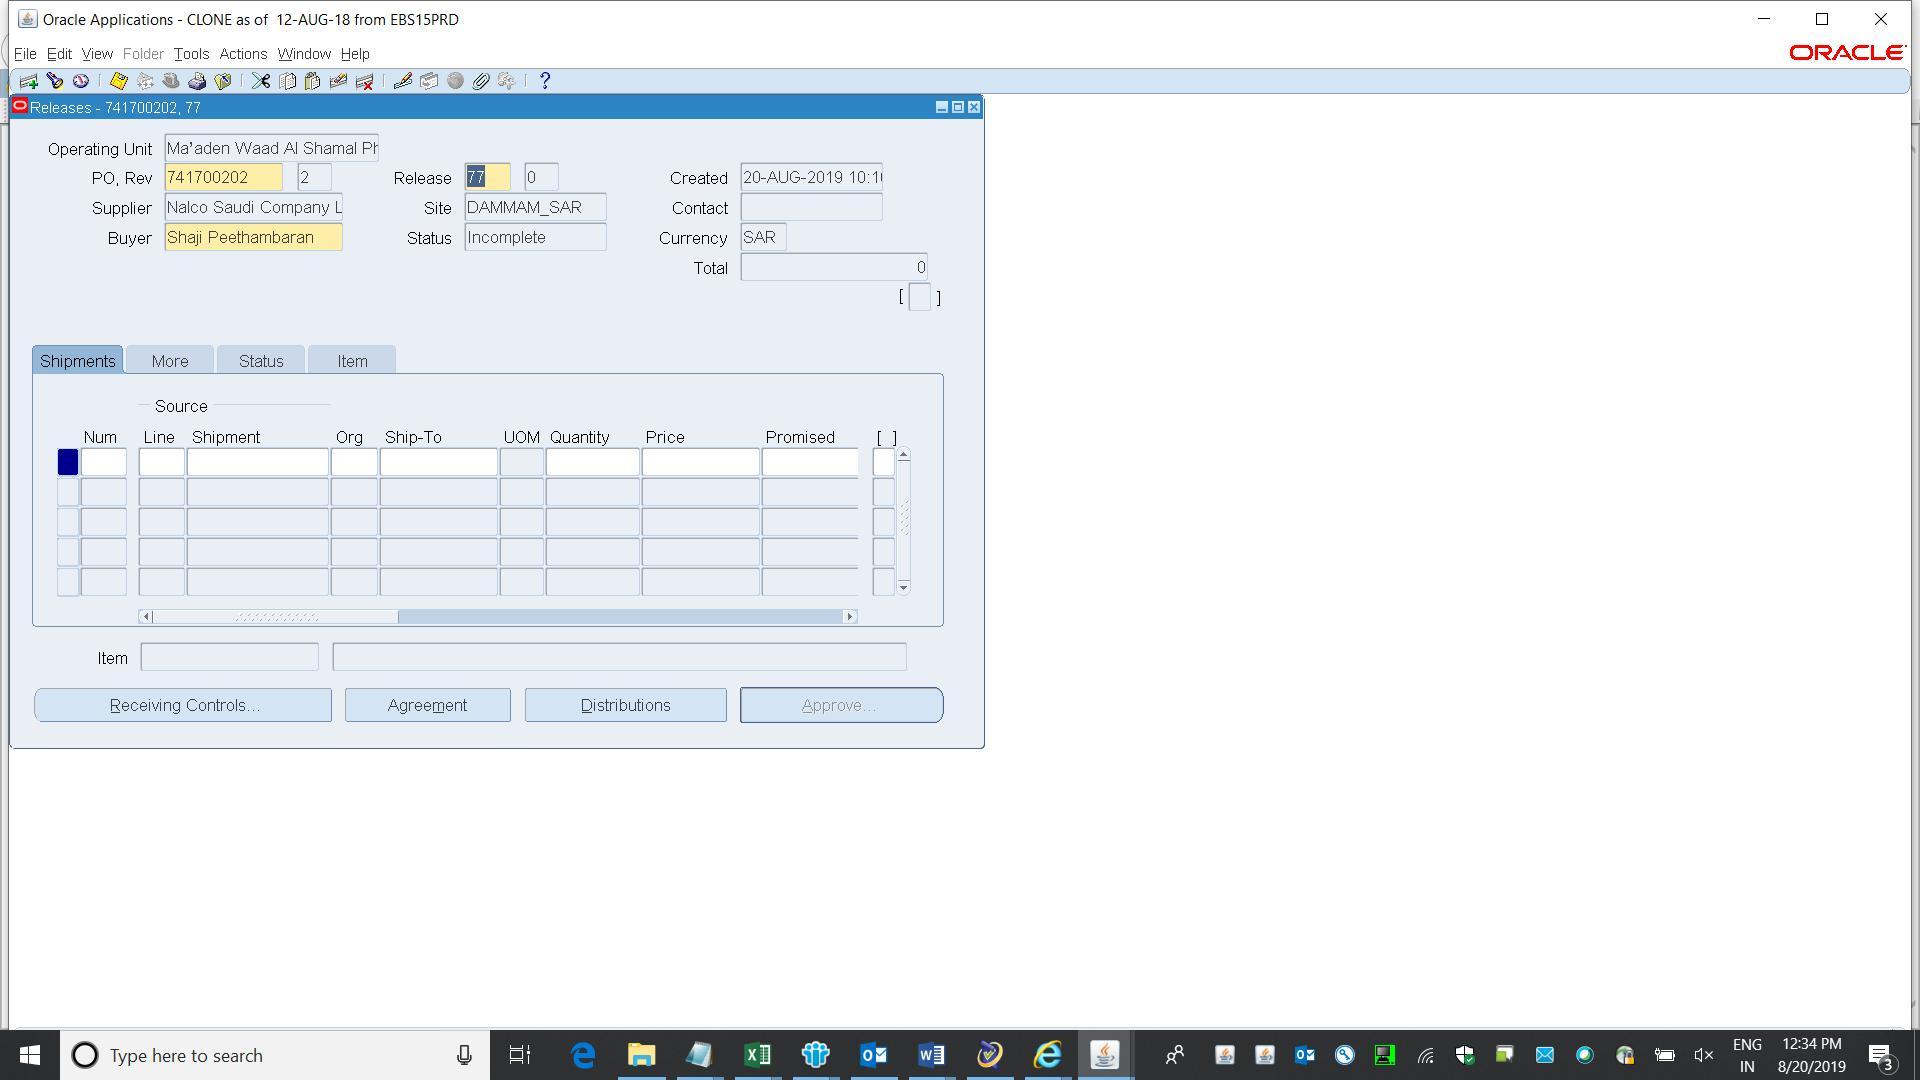 Oracle Applications - CLONE as of  12-AUG-18 from EBS15PRD
File Edit View Folder Tools Actions Window Help
ORACLE
Releases - 741700202, 77
Operating Unit Ma'aden Waad Al Shamal Ph
PO, Rev 741700202 2 Release 77 0 Created 20-AUG-2019 10:1
Supplier Nalco Saudi Company L Site DAMMAM_SAR Contact
Buyer Shaji Peethambaran Status Incomplete Currency SAR
Total 0
[ ]
Shipments More Status Item
Source
Num Line Shipment Org Ship-To UOM Quantity Price Promised [ ]
Item
Receiving Controls... Agreement Distributions Approve...
Type here to search
ENG
IN
12:34 PM
8/20/2019
3